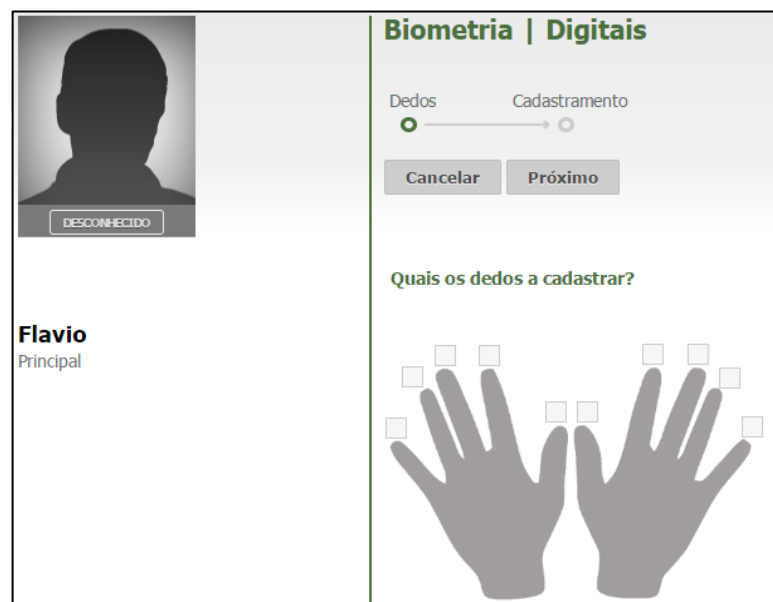 DESCONHECIDO
Flavio
Principal
Biometria | Digitais
Dedos Cadastramento
Cancelar Próximo
Quais os dedos a cadastrar?